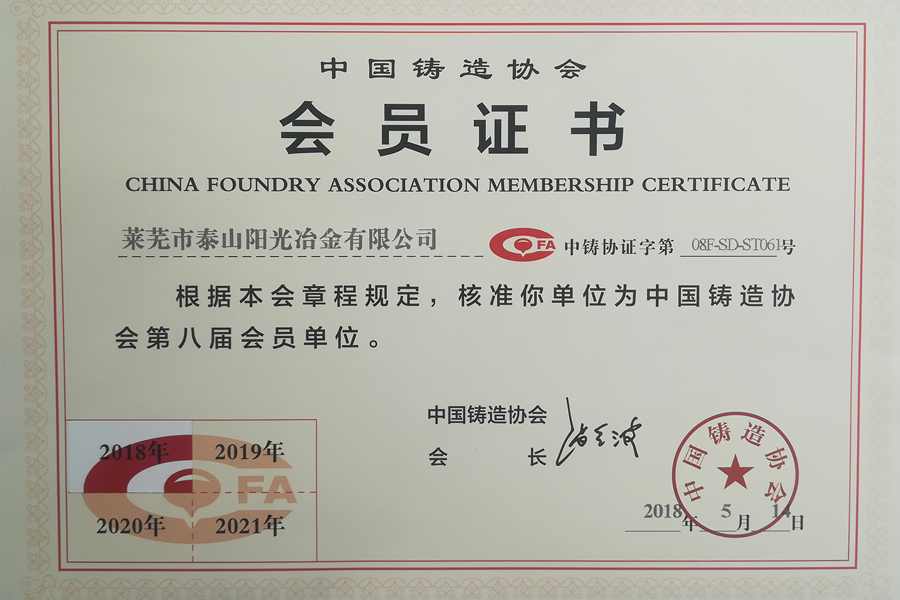 中国铸造协会
会员证书
CHINA FOUNDRY ASSOCIATION MEMBERSHIP CERTIFICATE
莱芜市泰山阳光冶金有限公司 FA 中铸协证字第 08F-SD-ST061号
根据本会章程规定，核准你单位为中国铸造协
会第八届会员单位。
中国铸造协会
会 长
中国铸造协会
2018年 5月 14日
2018年 2019年
FA
2020年 2021年